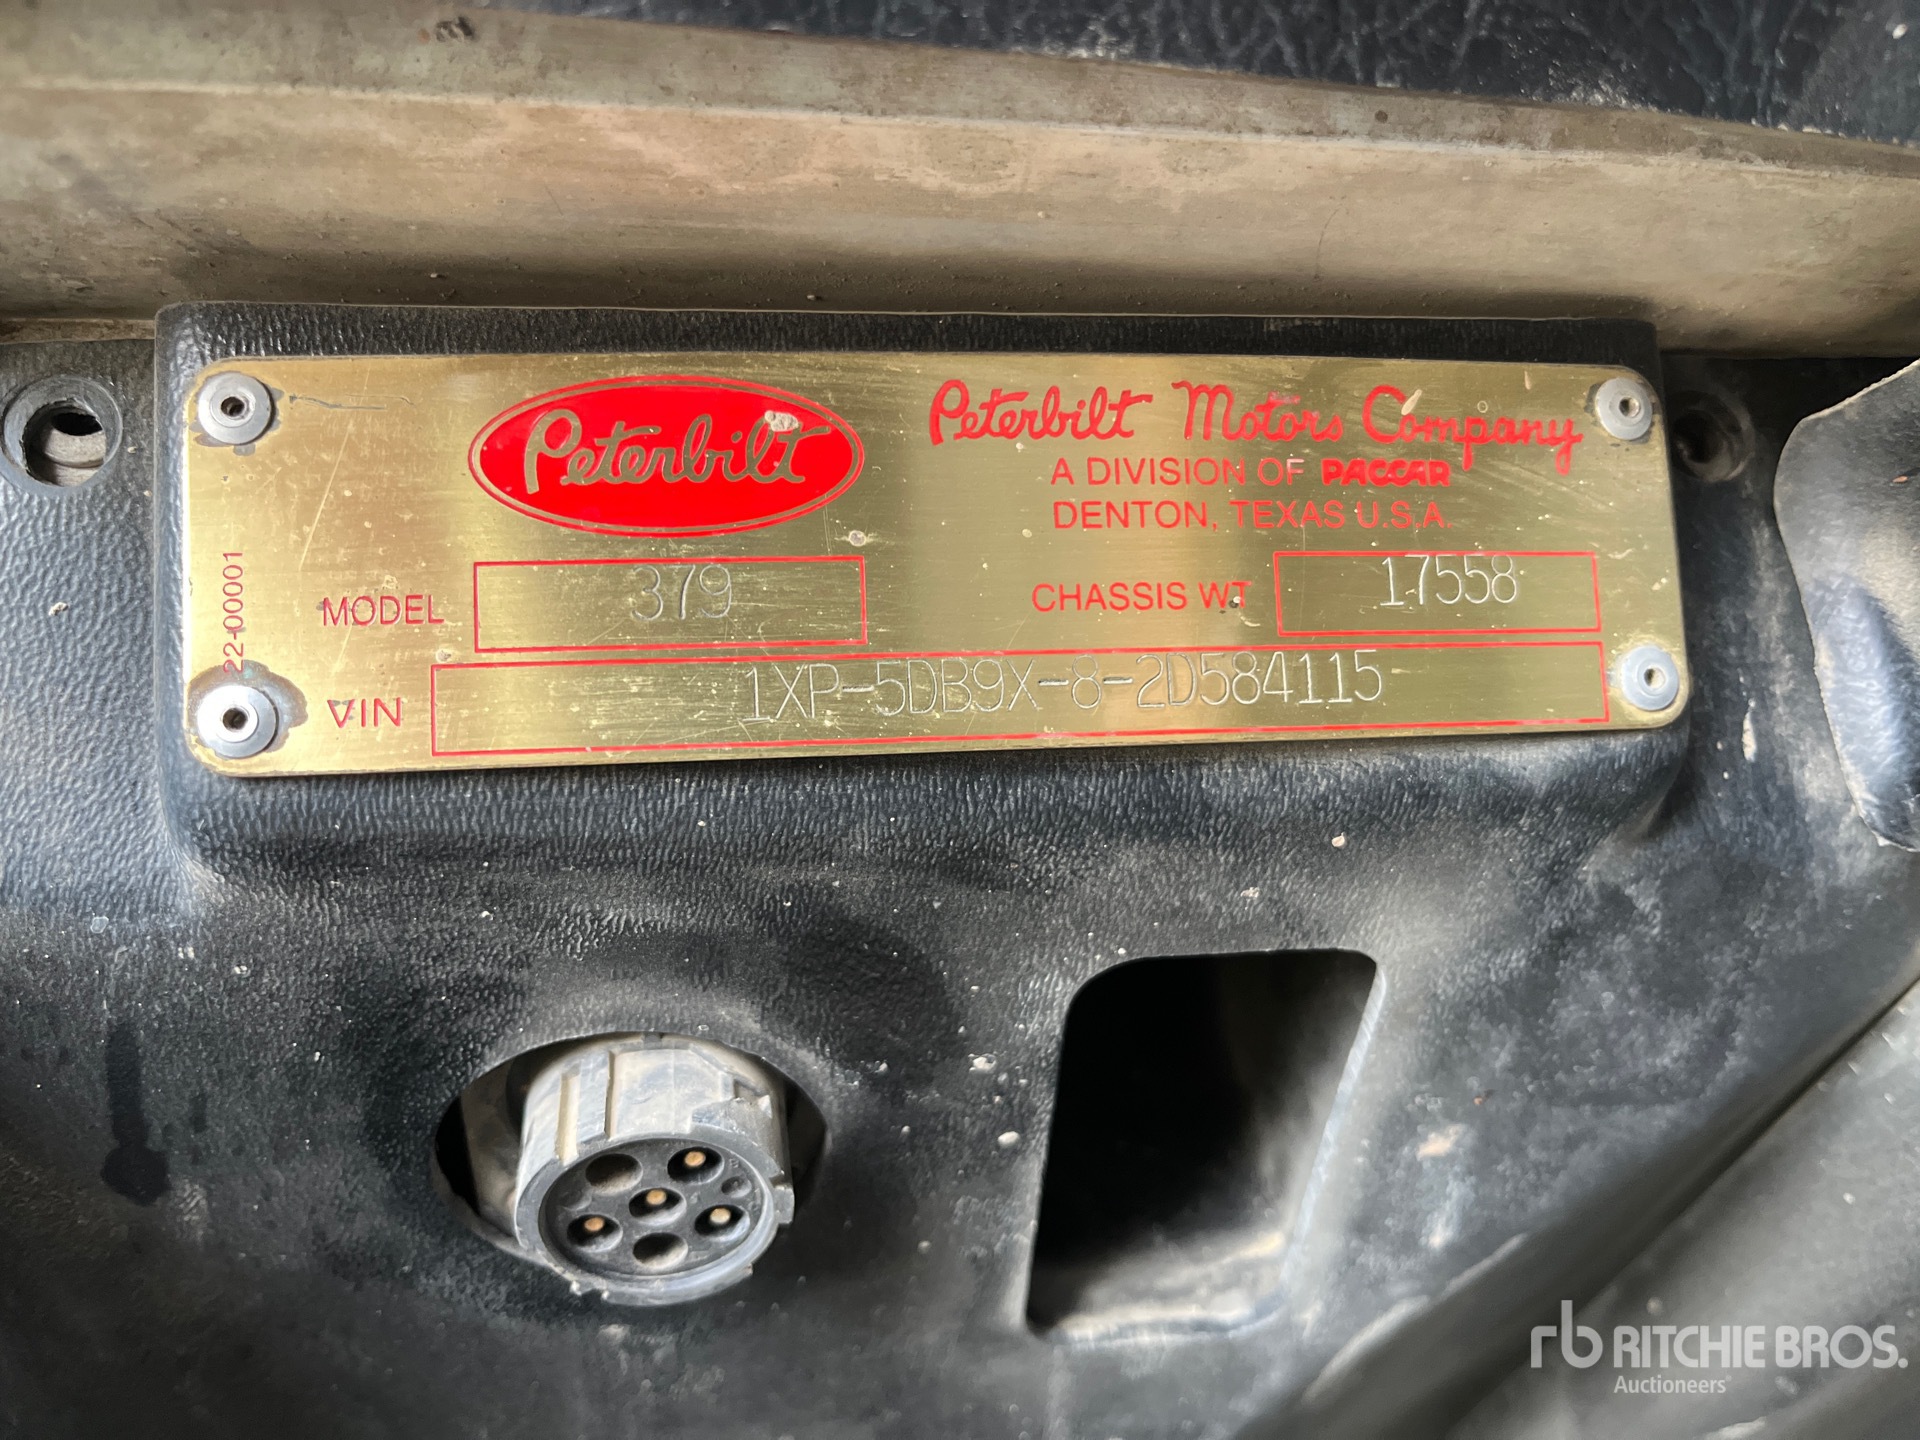 Peterbilt
Peterbilt Motors Company
A DIVISION OF PACCAR
DENTON, TEXAS U.S.A.
22-00001
MODEL 379
CHASSIS WT 17558
VIN 1XP-5DB9X-8-2D584115
rb RITCHIE BROS.
Auctioneers